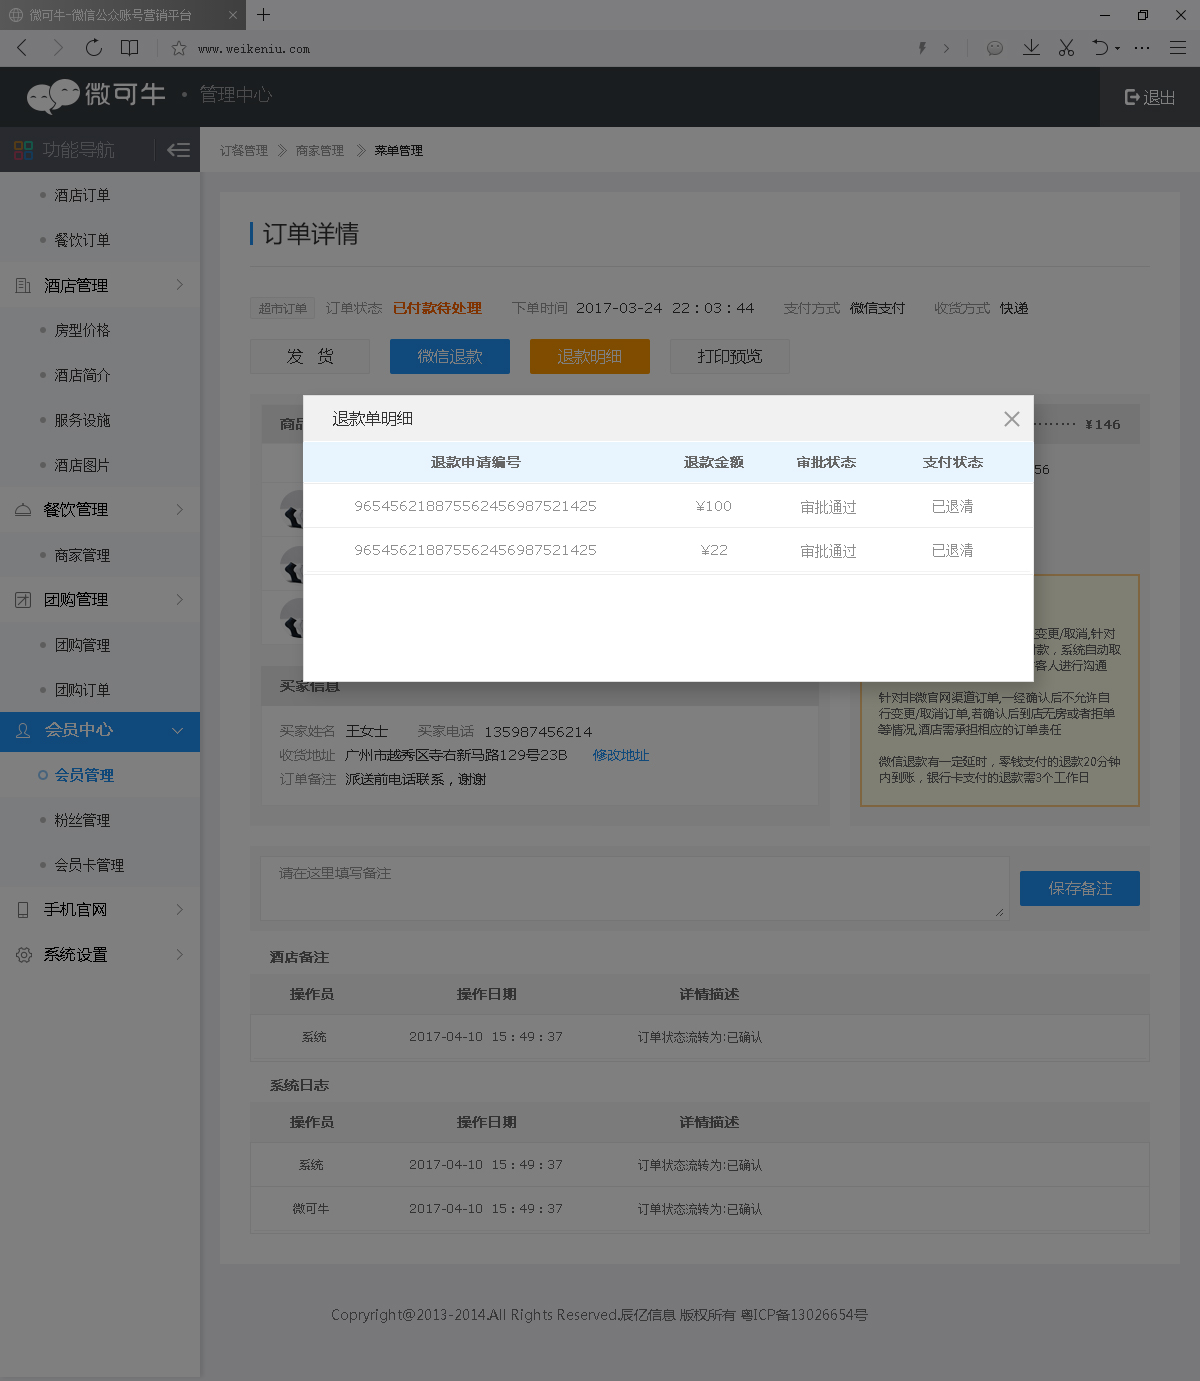 微可牛-微信公众账号营销平台
www.weikeniu.com
微可牛 · 管理中心
退出
功能导航
订餐管理 商家管理 菜单管理
酒店订单
餐饮订单
酒店管理
房型价格
酒店简介
服务设施
酒店图片
餐饮管理
商家管理
团购管理
团购管理
团购订单
会员中心
会员管理
粉丝管理
会员卡管理
手机官网
系统设置
订单详情
超市订单 订单状态 已付款待处理 下单时间 2017-03-24 22：03：44 支付方式 微信支付 收货方式 快递
发 货 微信退款 退款明细 打印预览
商品
¥146
56
退款单明细
退款申请编号 退款金额 审批状态 支付状态
965456218875562456987521425 ¥100 审批通过 已退清
965456218875562456987521425 ¥22 审批通过 已退清
变更/取消,针对
款，系统自动取
客人进行沟通
针对非微官网渠道订单,一经确认后不允许自
行变更/取消订单,若确认后到店无房或者拒单
等情况,酒店需承担相应的订单责任
微信退款有一定延时，零钱支付的退款20分钟
内到账，银行卡支付的退款需3个工作日
买家信息
买家姓名 王女士 买家电话 135987456214
收货地址 广州市越秀区寺右新马路129号23B 修改地址
订单备注 派送前电话联系，谢谢
请在这里填写备注
保存备注
酒店备注
操作员 操作日期 详情描述
系统 2017-04-10 15：49：37 订单状态流转为:已确认
系统日志
操作员 操作日期 详情描述
系统 2017-04-10 15：49：37 订单状态流转为:已确认
微可牛 2017-04-10 15：49：37 订单状态流转为:已确认
Copryright@2013-2014.All Rights Reserved.辰亿信息 版权所有 粤ICP备13026654号